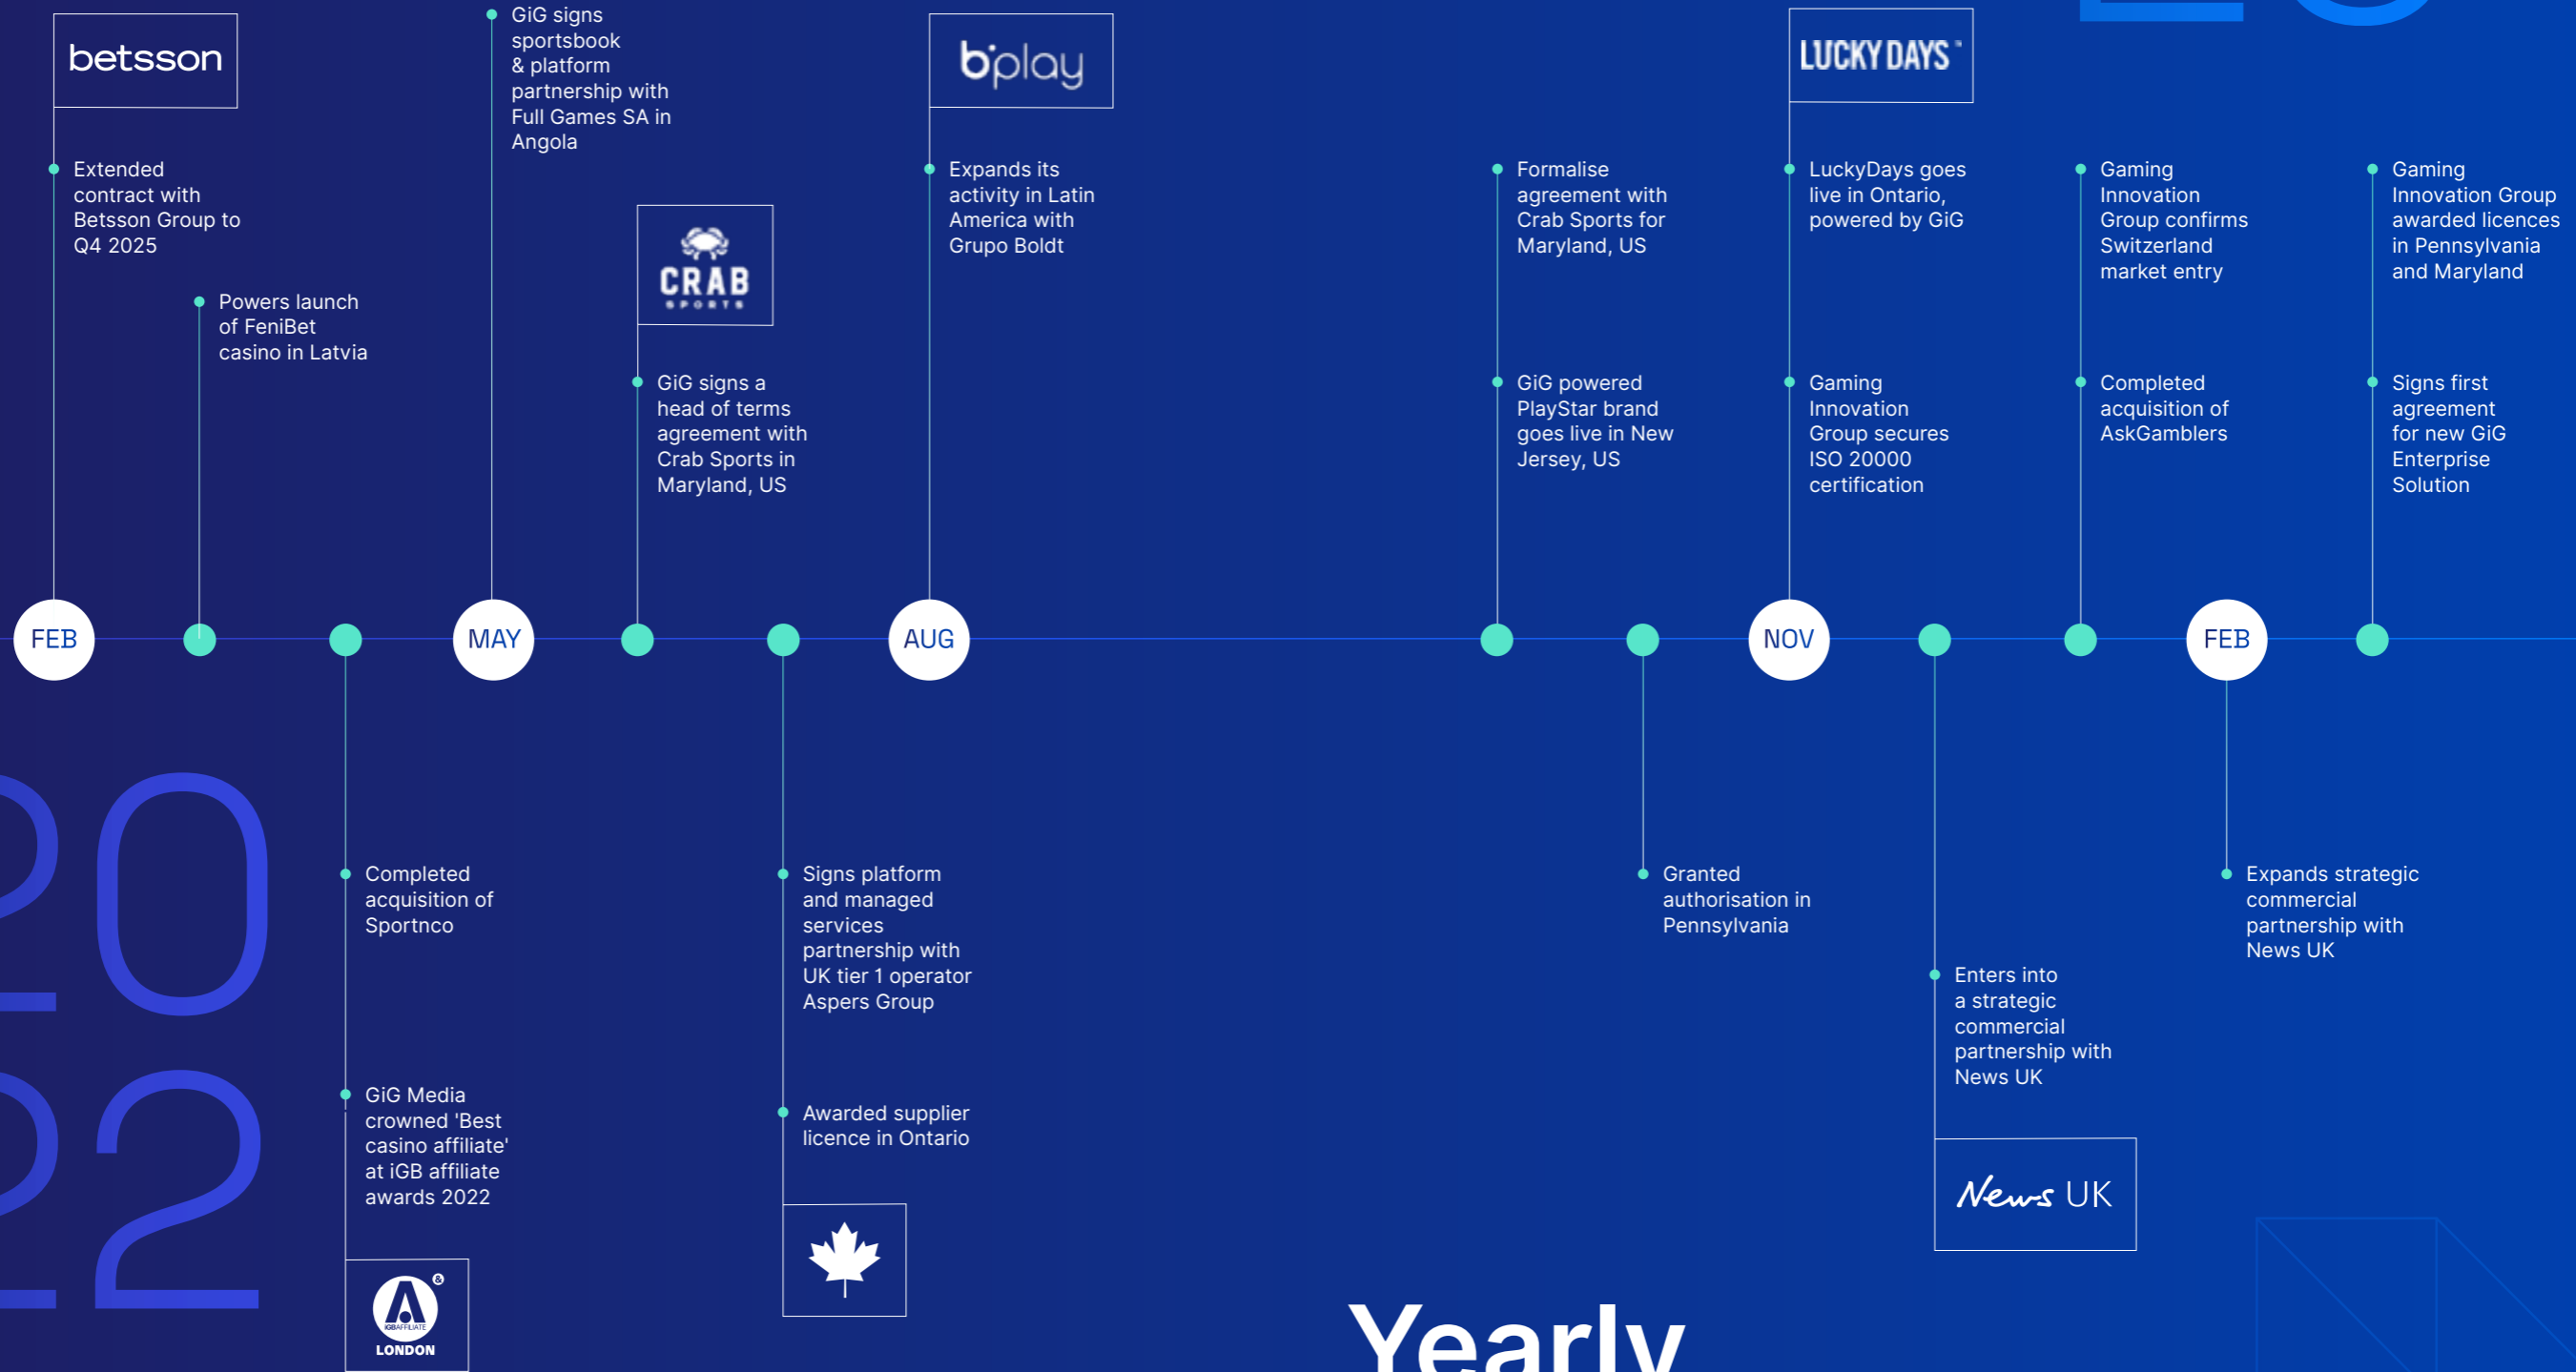 betsson
Extended
contract with
Betsson Group to
Q4 2025
Powers launch
of FeniBet
casino in Latvia
GiG signs
sportsbook
& platform
partnership with
Full Games SA in
Angola
CRAB
SPORTS
GiG signs a
head of terms
agreement with
Crab Sports in
Maryland, US
bplay
Expands its
activity in Latin
America with
Grupo Boldt
Formalise
agreement with
Crab Sports for
Maryland, US
GiG powered
PlayStar brand
goes live in New
Jersey, US
LUCKY DAYS
LuckyDays goes
live in Ontario,
powered by GiG
Gaming
Innovation
Group secures
ISO 20000
certification
Gaming
Innovation
Group confirms
Switzerland
market entry
Completed
acquisition of
AskGamblers
Gaming
Innovation Group
awarded licences
in Pennsylvania
and Maryland
Signs first
agreement
for new GiG
Enterprise
Solution
FEB
MAY
AUG
NOV
FEB
20
22
Completed
acquisition of
Sportnco
GiG Media
crowned 'Best
casino affiliate'
at iGB affiliate
awards 2022
&
iGBAFFILIATE
LONDON
Signs platform
and managed
services
partnership with
UK tier 1 operator
Aspers Group
Awarded supplier
licence in Ontario
Granted
authorisation in
Pennsylvania
Enters into
a strategic
commercial
partnership with
News UK
News UK
Expands strategic
commercial
partnership with
News UK
Yearly